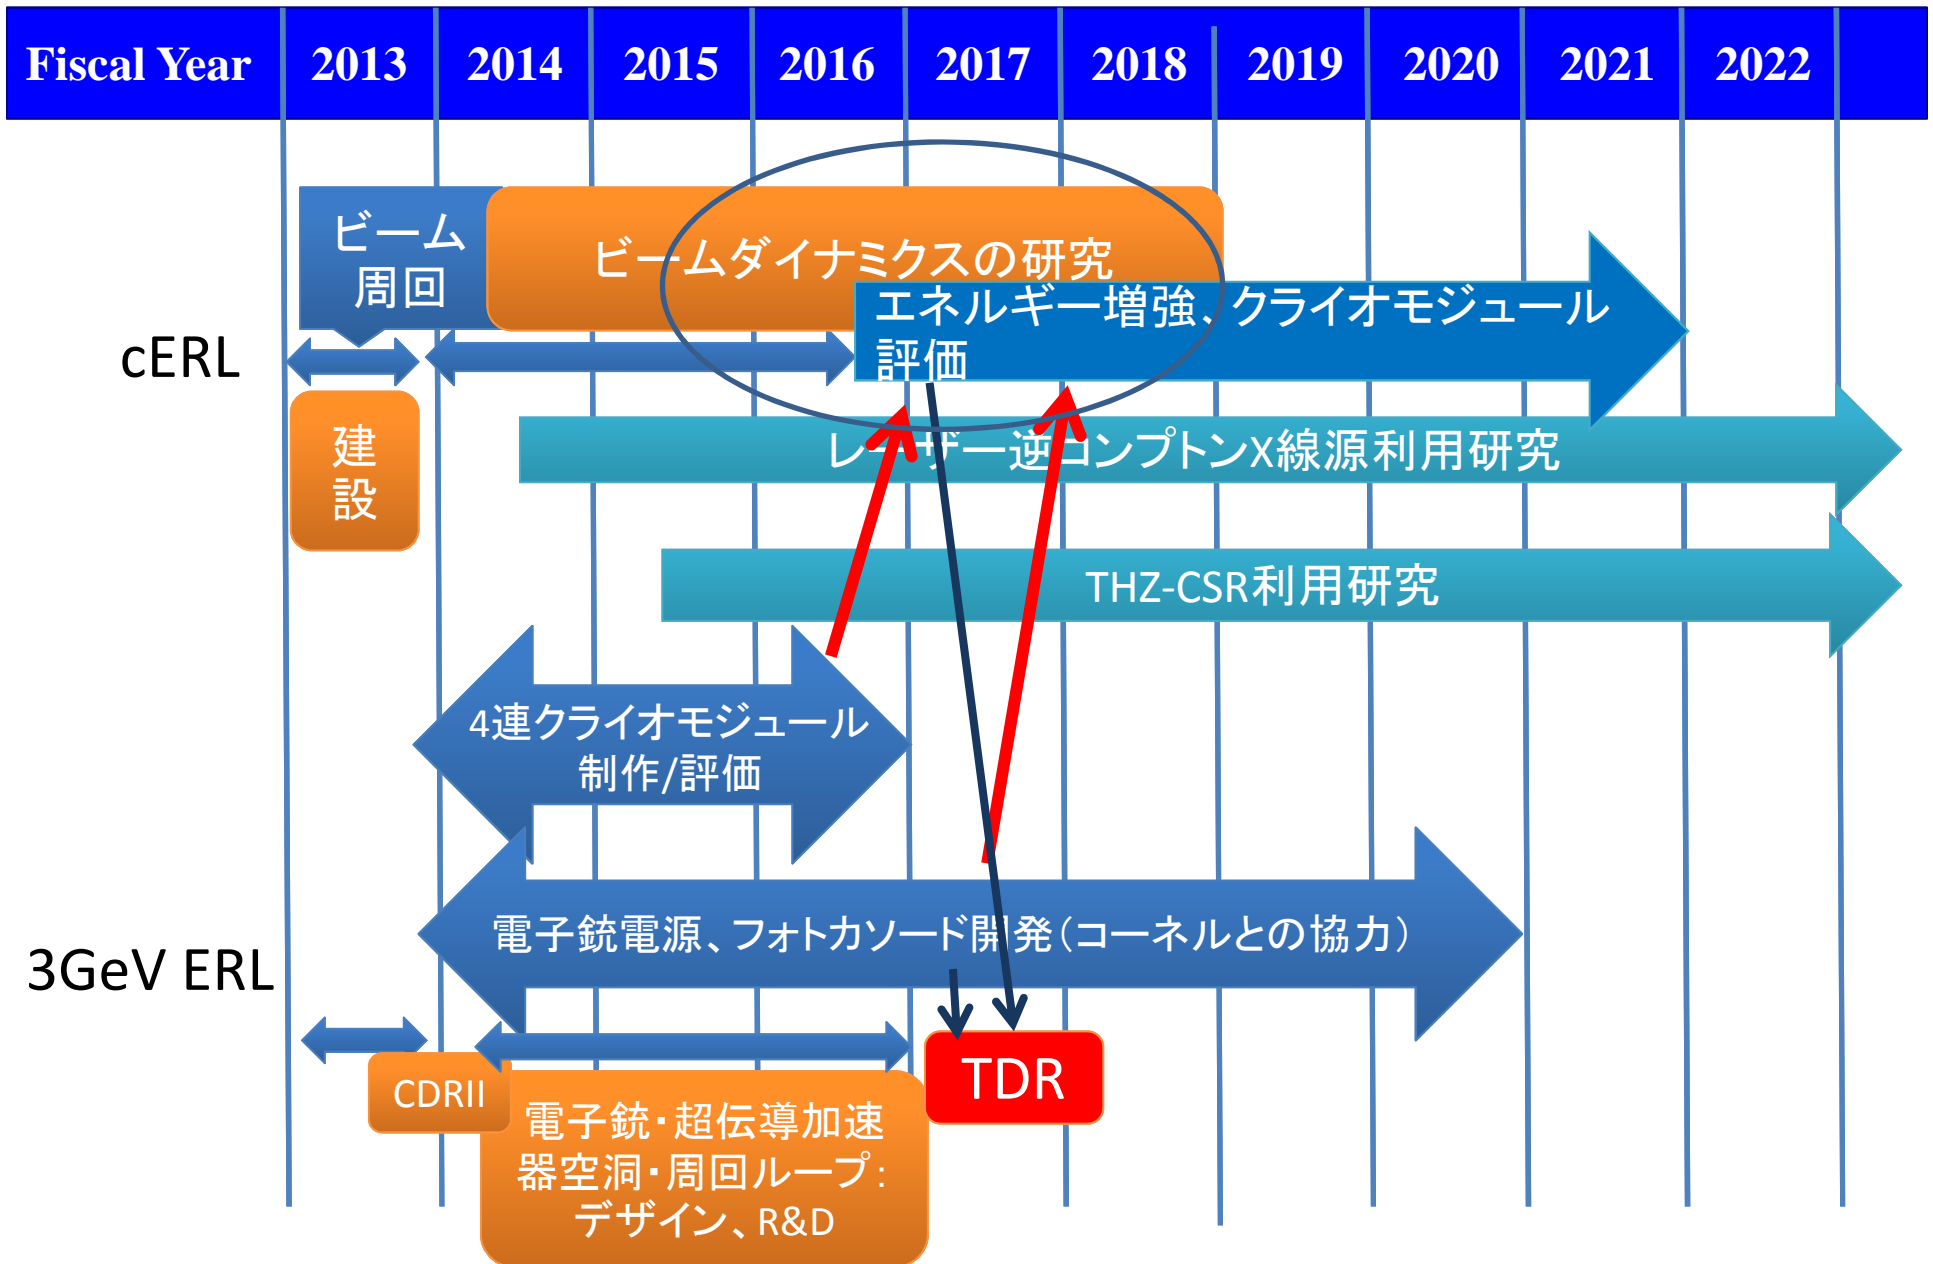 Fiscal Year 2013 2014 2015 2016 2017 2018 2019 2020 2021 2022
ビーム
周回
ビームダイナミクスの研究
エネルギー増強、クライオモジュール
評価
cERL
建
設
レーザー逆コンプトンX線源利用研究
THZ-CSR利用研究
4連クライオモジュール
制作/評価
電子銃電源、フォトカソード開発(コーネルとの協力)
3GeV ERL
CDRII
TDR
電子銃・超伝導加速
器空洞・周回ループ:
デザイン、R&D